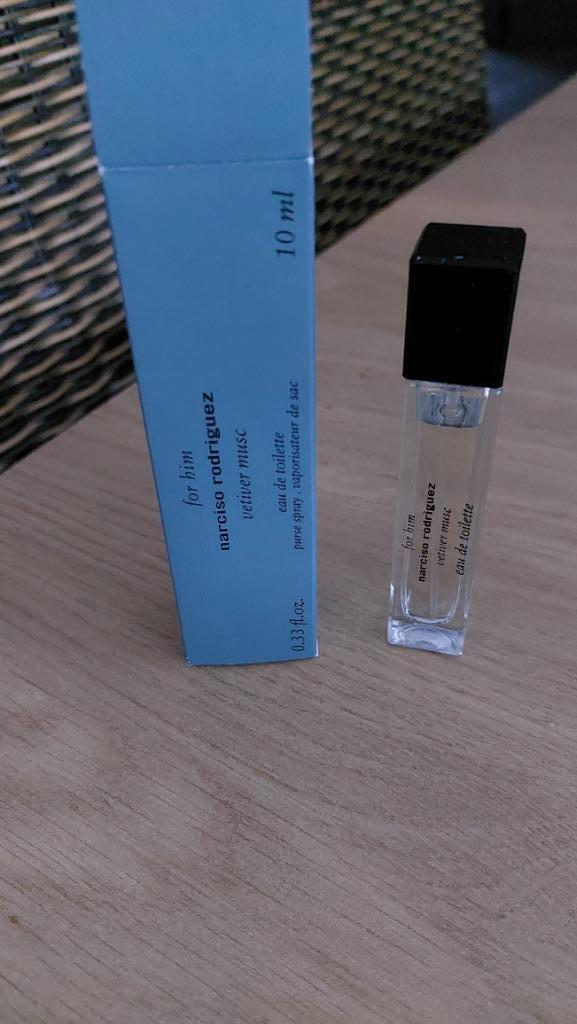 for him
narciso rodriguez
vetiver musc
eau de toilette
purse spray . vaporisateur de sac
0.33 fl.oz.
10 ml
for him
narciso rodriguez
vetiver musc
eau de toilette